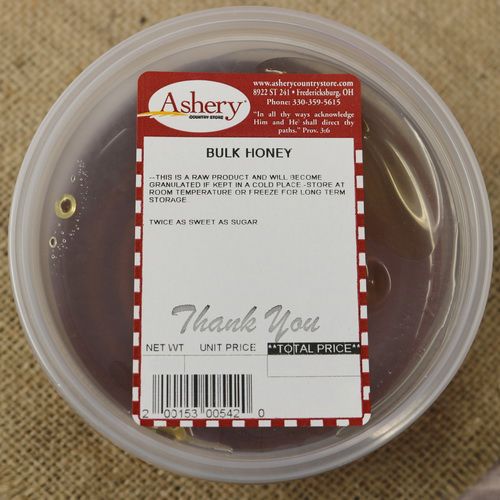 Ashery
COUNTRY STORE
www.asherycountrystore.com
8922 ST 241 • Fredericksburg, OH
Phone: 330-359-5615
"In all thy ways acknowledge
Him and He shall direct thy
paths." Prov. 3:6
BULK HONEY
--THIS IS A RAW PRODUCT AND WILL BECOME
GRANULATED IF KEPT IN A COLD PLACE.-STORE AT
ROOM TEMPERATURE OR FREEZE FOR LONG TERM
STORAGE
TWICE AS SWEET AS SUGAR
Thank You
NET WT UNIT PRICE **TOTAL PRICE**
2 00153 00542 0